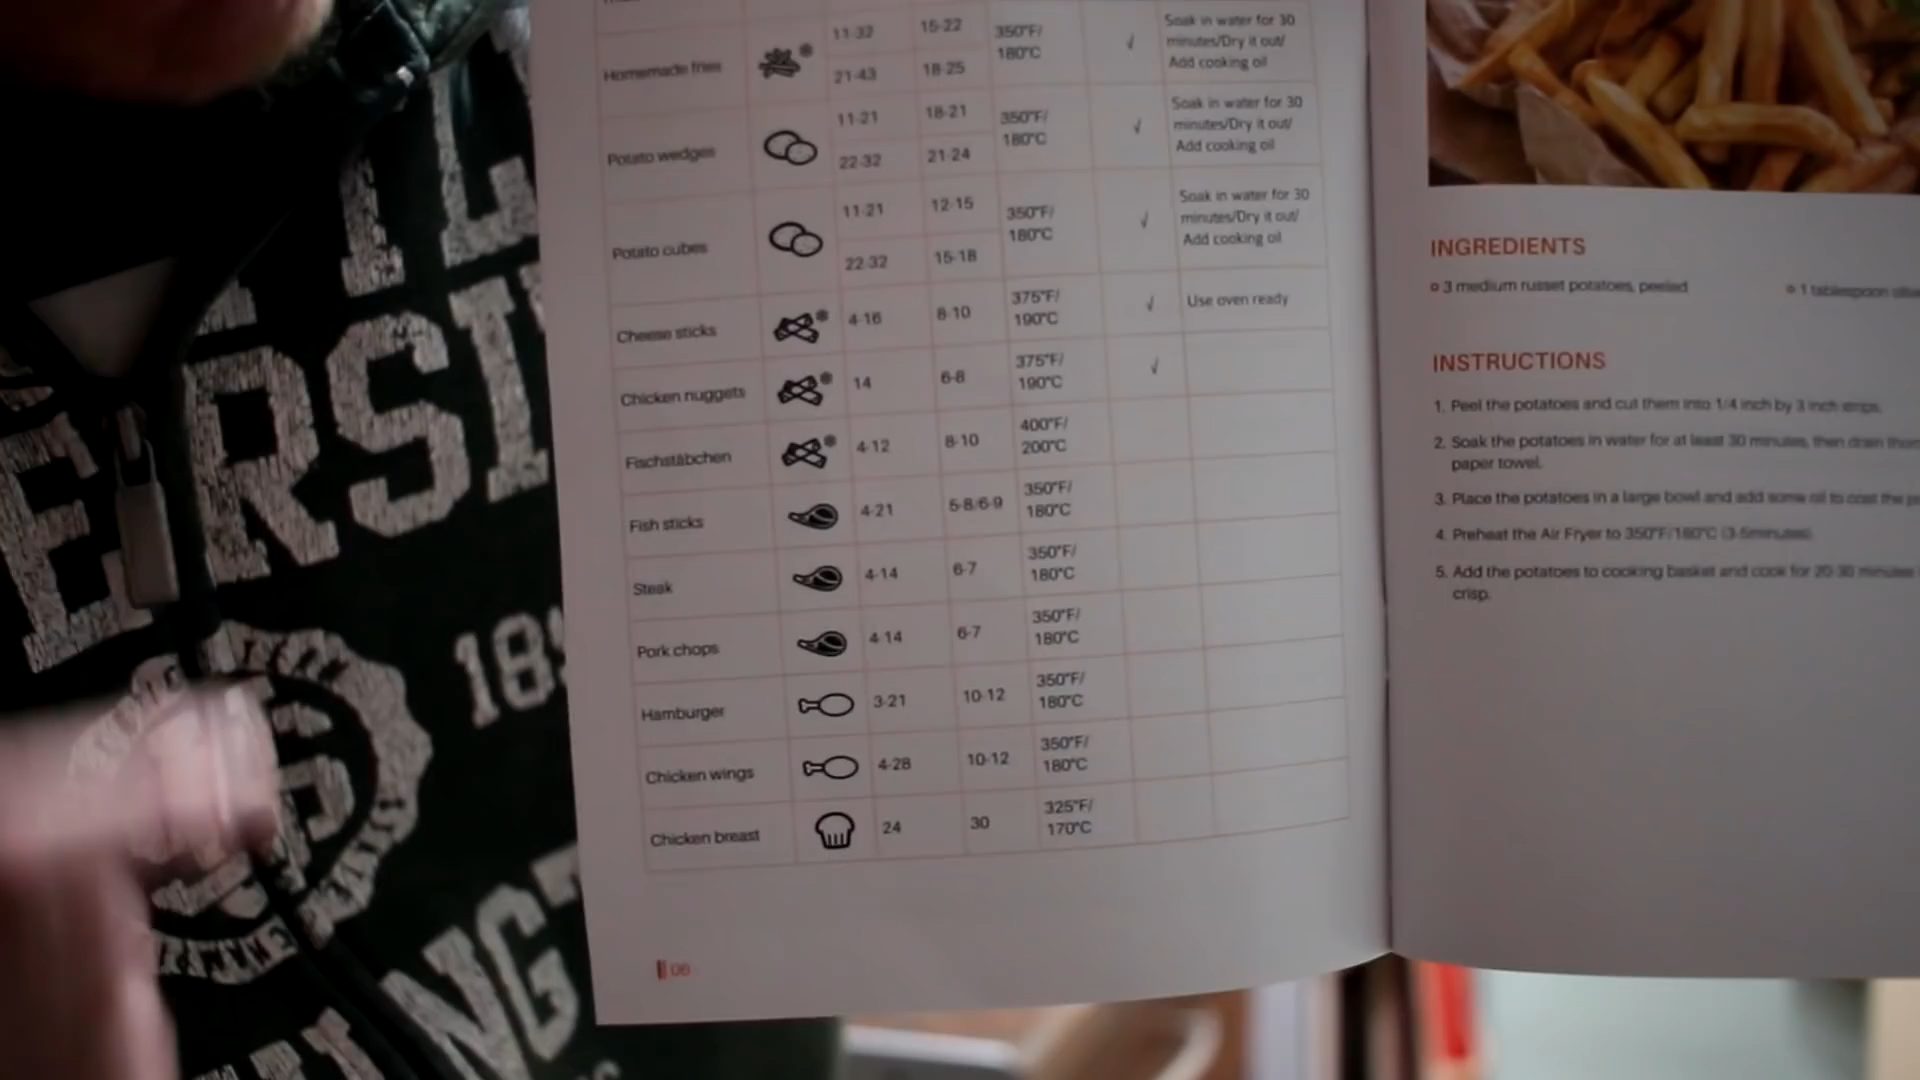 Homemade fries 11-32 15-22 350°F/ 180°C √ Soak in water for 30 minutes/Dry it out/ Add cooking oil
21-43 18-25
Potato wedges 11-21 18-21 350°F/ 180°C √ Soak in water for 30 minutes/Dry it out/ Add cooking oil
22-32 21-24
Potato cubes 11-21 12-15 350°F/ 180°C √ Soak in water for 30 minutes/Dry it out/ Add cooking oil
22-32 15-18
Cheese sticks 4-16 8-10 375°F/ 190°C √ Use oven ready
Chicken nuggets 14 6-8 375°F/ 190°C √
Fischstäbchen 4-12 8-10 400°F/ 200°C
Fish sticks 4-21 5-8/6-9 350°F/ 180°C
Steak 4-14 6-7 350°F/ 180°C
Pork chops 4-14 6-7 350°F/ 180°C
Hamburger 3-21 10-12 350°F/ 180°C
Chicken wings 4-28 10-12 350°F/ 180°C
Chicken breast 24 30 325°F/ 170°C
06
INGREDIENTS
3 medium russet potatoes, peeled
1 tablespoon
INSTRUCTIONS
1. Peel the potatoes and cut them into 1/4 inch by 3 inch strips.
2. Soak the potatoes in water for at least 30 minutes, then drain
paper towel.
3. Place the potatoes in a large bowl and add some oil to coat the
4. Preheat the Air Fryer to 350°F/180°C (3-5minutes).
5. Add the potatoes to cooking basket and cook for 20-30 minutes
crisp.
ERSI
189